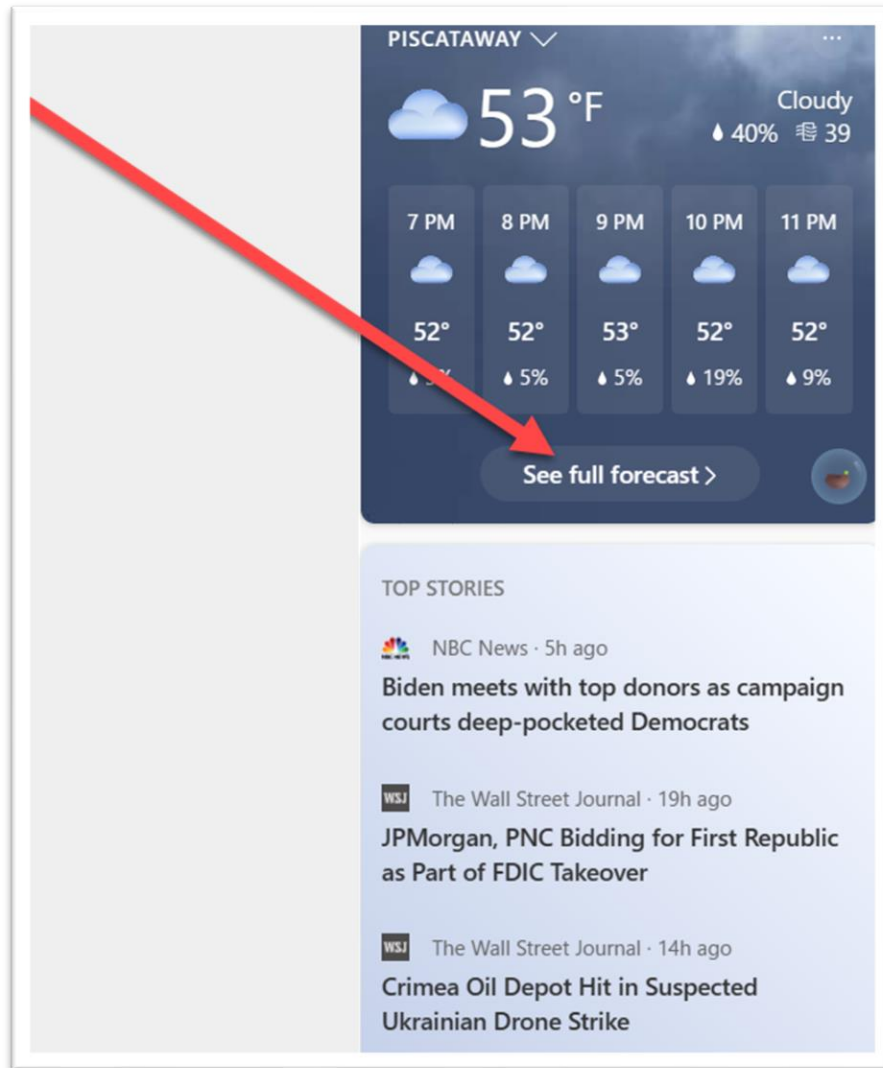 PISCATAWAY
...
53 °F
Cloudy
40% 39
7 PM 8 PM 9 PM 10 PM 11 PM
52° 52° 53° 52° 52°
5% 5% 19% 9%
See full forecast >
TOP STORIES
NBC News · 5h ago
Biden meets with top donors as campaign
courts deep-pocketed Democrats
WSJ The Wall Street Journal · 19h ago
JPMorgan, PNC Bidding for First Republic
as Part of FDIC Takeover
WSJ The Wall Street Journal · 14h ago
Crimea Oil Depot Hit in Suspected
Ukrainian Drone Strike